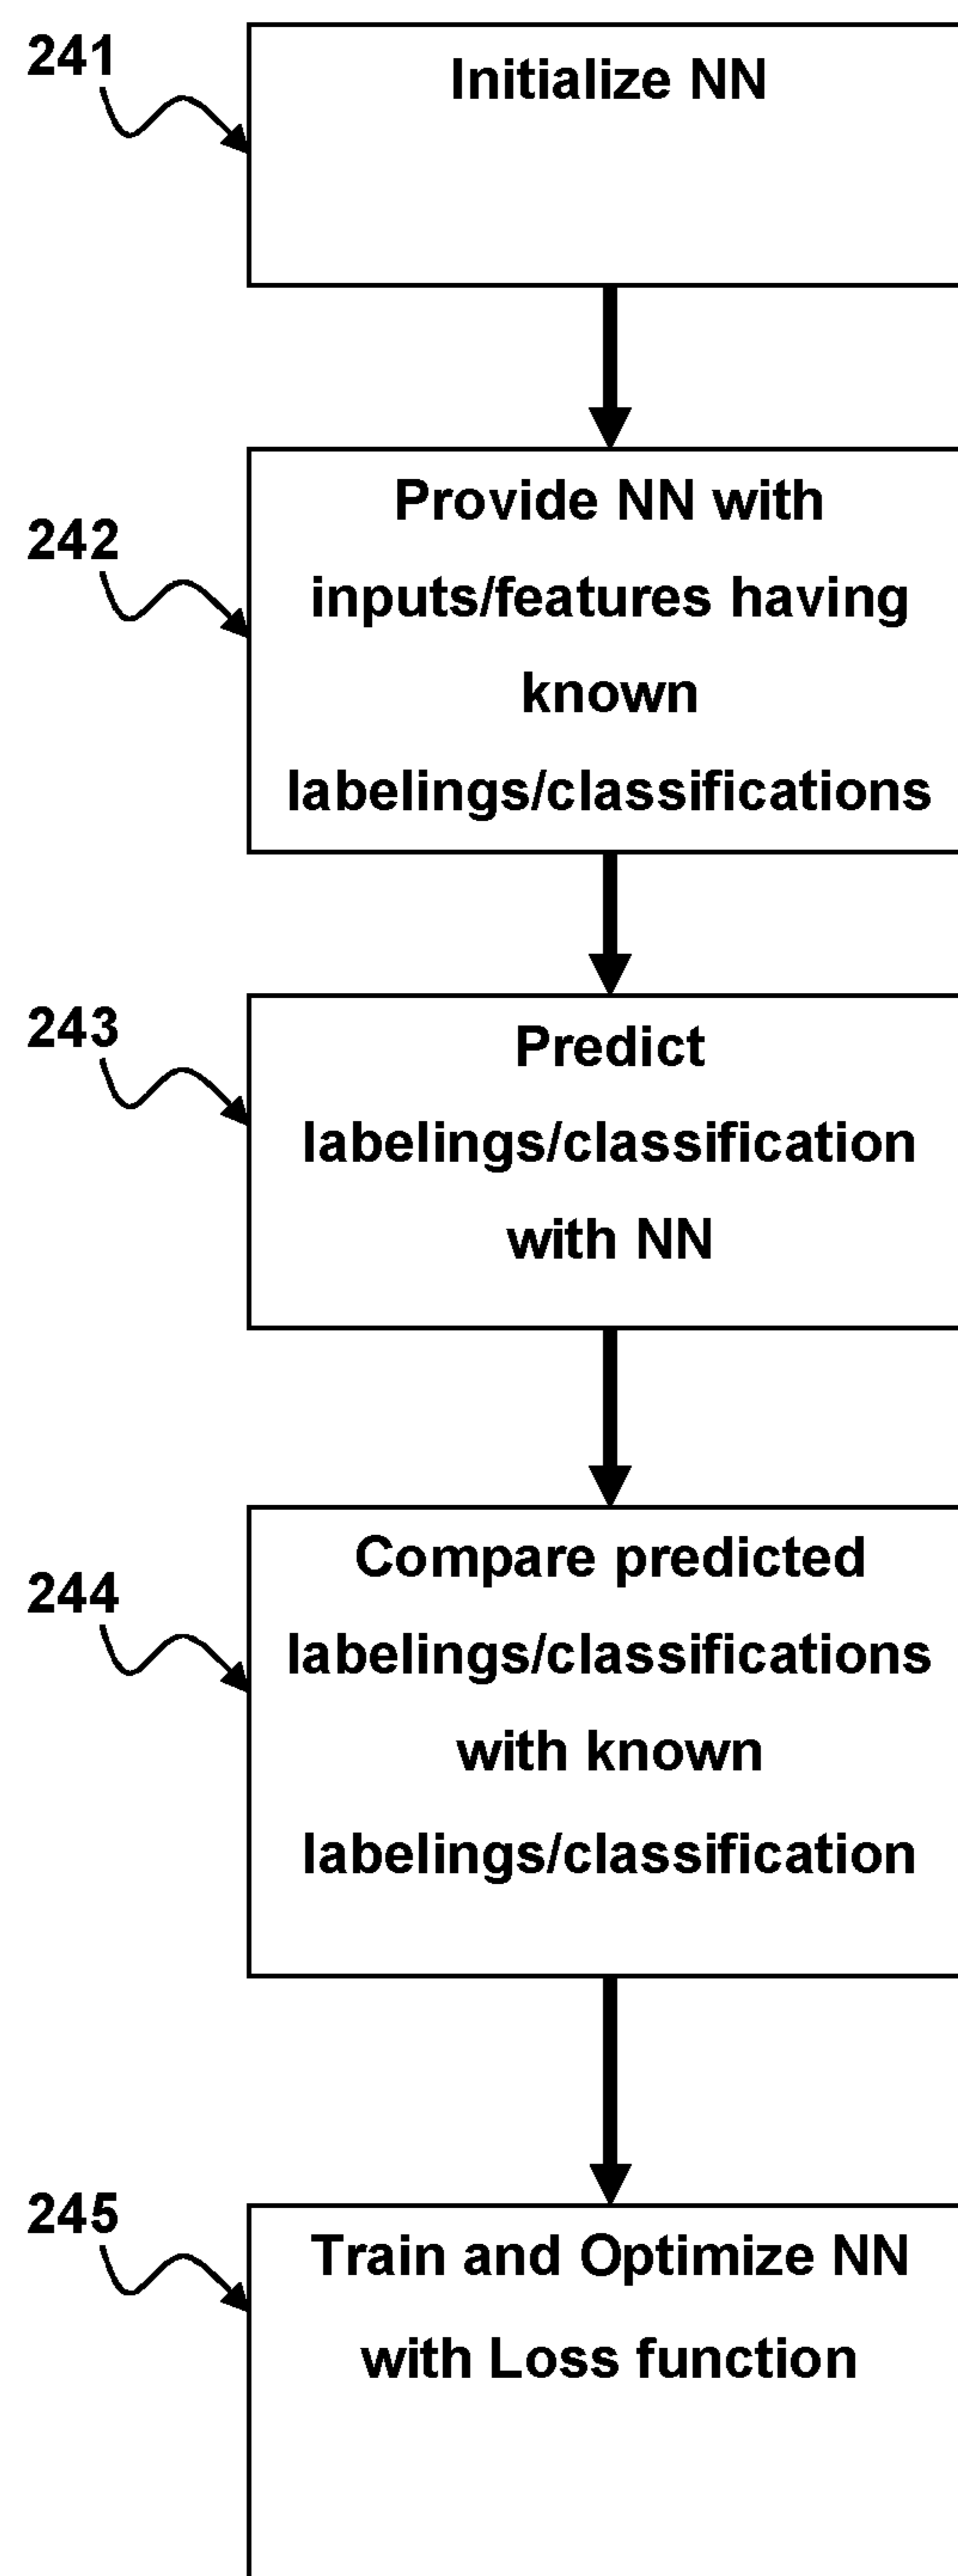 241
Initialize NN
242
Provide NN with
inputs/features having
known
labelings/classifications
243
Predict
labelings/classification
with NN
244
Compare predicted
labelings/classifications
with known
labelings/classification
245
Train and Optimize NN
with Loss function